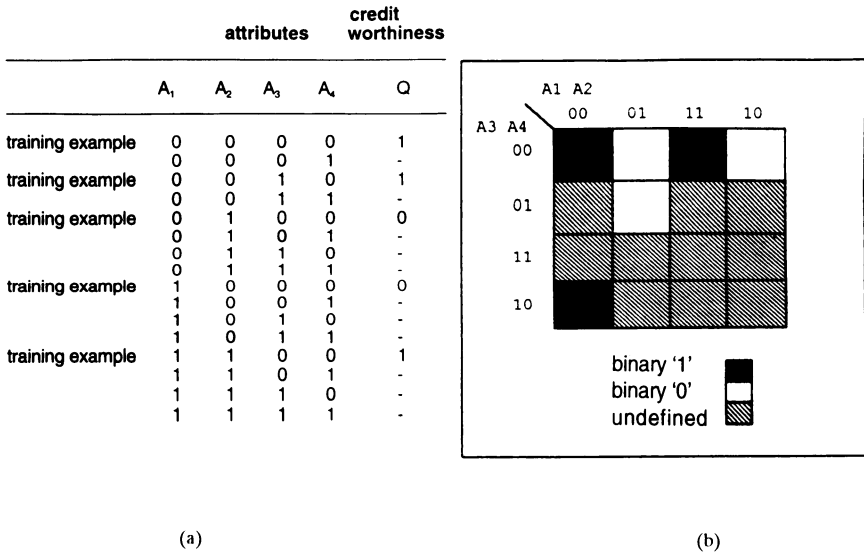 credit
attributes worthiness
A₁ A₂ A₃ A₄ Q
training example 0 0 0 0 1
0 0 0 1 -
training example 0 0 1 0 1
0 0 1 1 -
training example 0 1 0 0 0
0 1 0 1 -
0 1 1 0 -
0 1 1 1 -
training example 1 0 0 0 0
1 0 0 1 -
1 0 1 0 -
1 0 1 1 -
training example 1 1 0 0 1
1 1 0 1 -
1 1 1 0 -
1 1 1 1 -
(a)
A1 A2
00 01 11 10
A3 A4
00
01
11
10
binary '1'
binary '0'
undefined
(b)